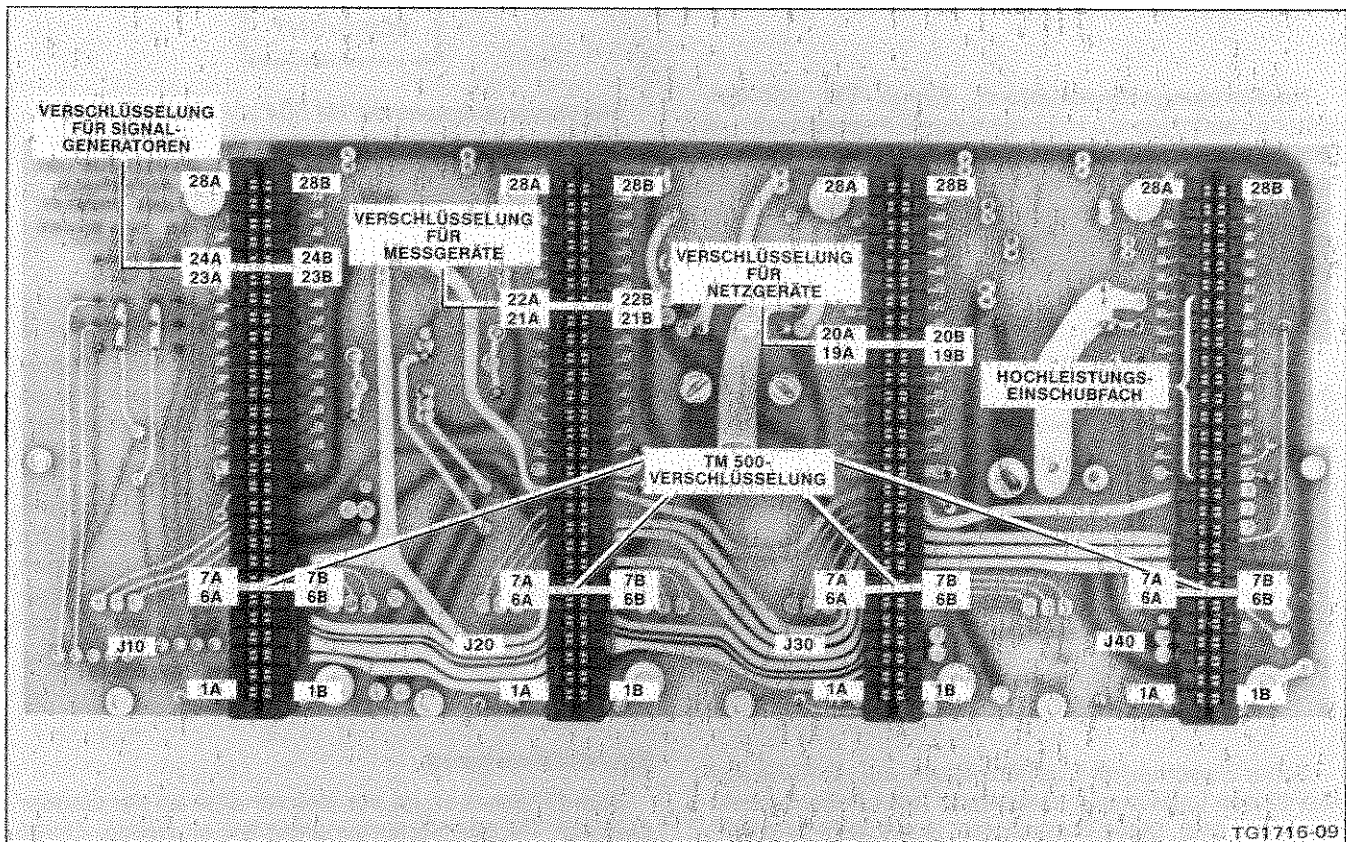 VERSCHLÜSSELUNG
FÜR SIGNAL-
GENERATOREN
28A 28B 28A 28B 28A 28B 28A 28B
VERSCHLÜSSELUNG
FÜR
MESSGERÄTE
24A 24B
23A 23B
VERSCHLÜSSELUNG
FÜR
NETZGERÄTE
22A 22B
21A 21B
20A 20B
19A 19B
HOCHLEISTUNGS-
EINSCHUBFACH
TM 500-
VERSCHLÜSSELUNG
7A 7B 7A 7B 7A 7B 7A 7B
6A 6B 6A 6B 6A 6B 6A 6B
J10 J20 J30 J40
1A 1B 1A 1B 1A 1B 1A 1B
TG1716-09